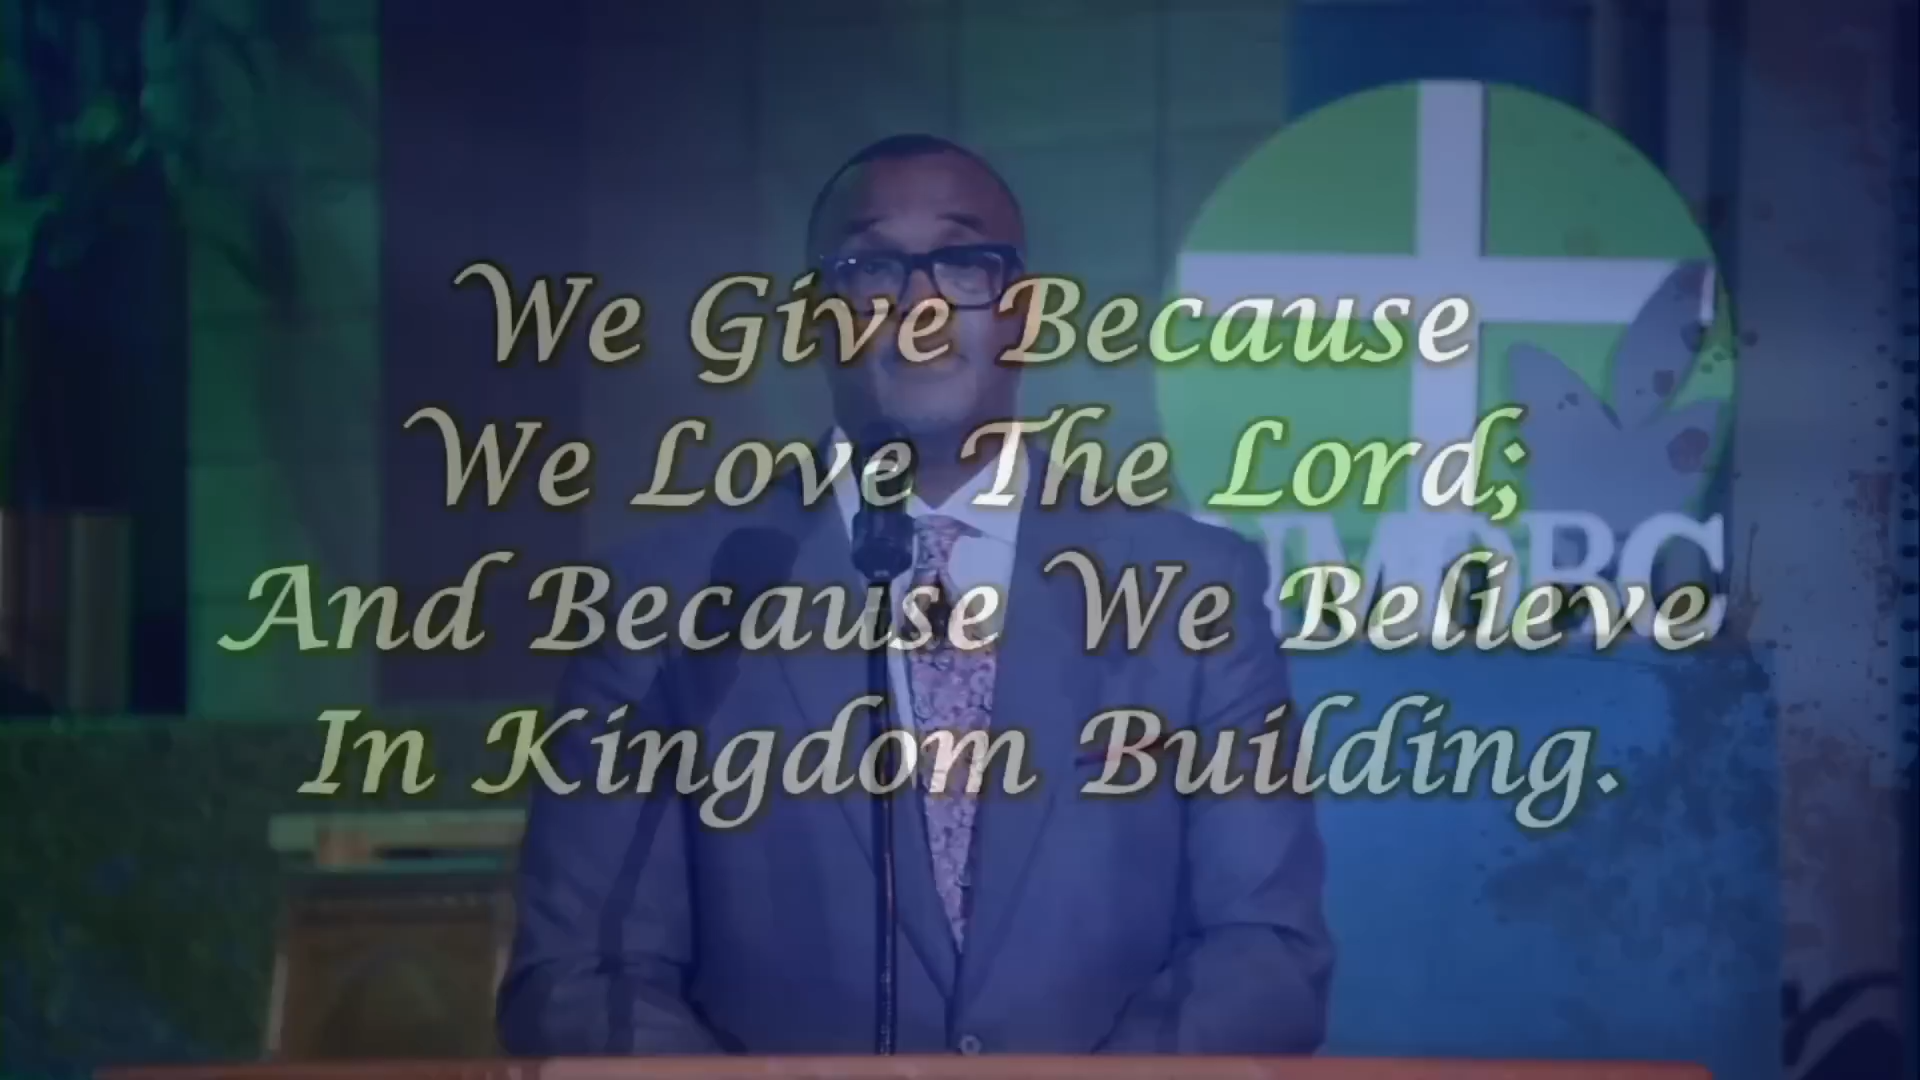 We Give Because
We Love The Lord;
And Because We Believe
In Kingdom Building.